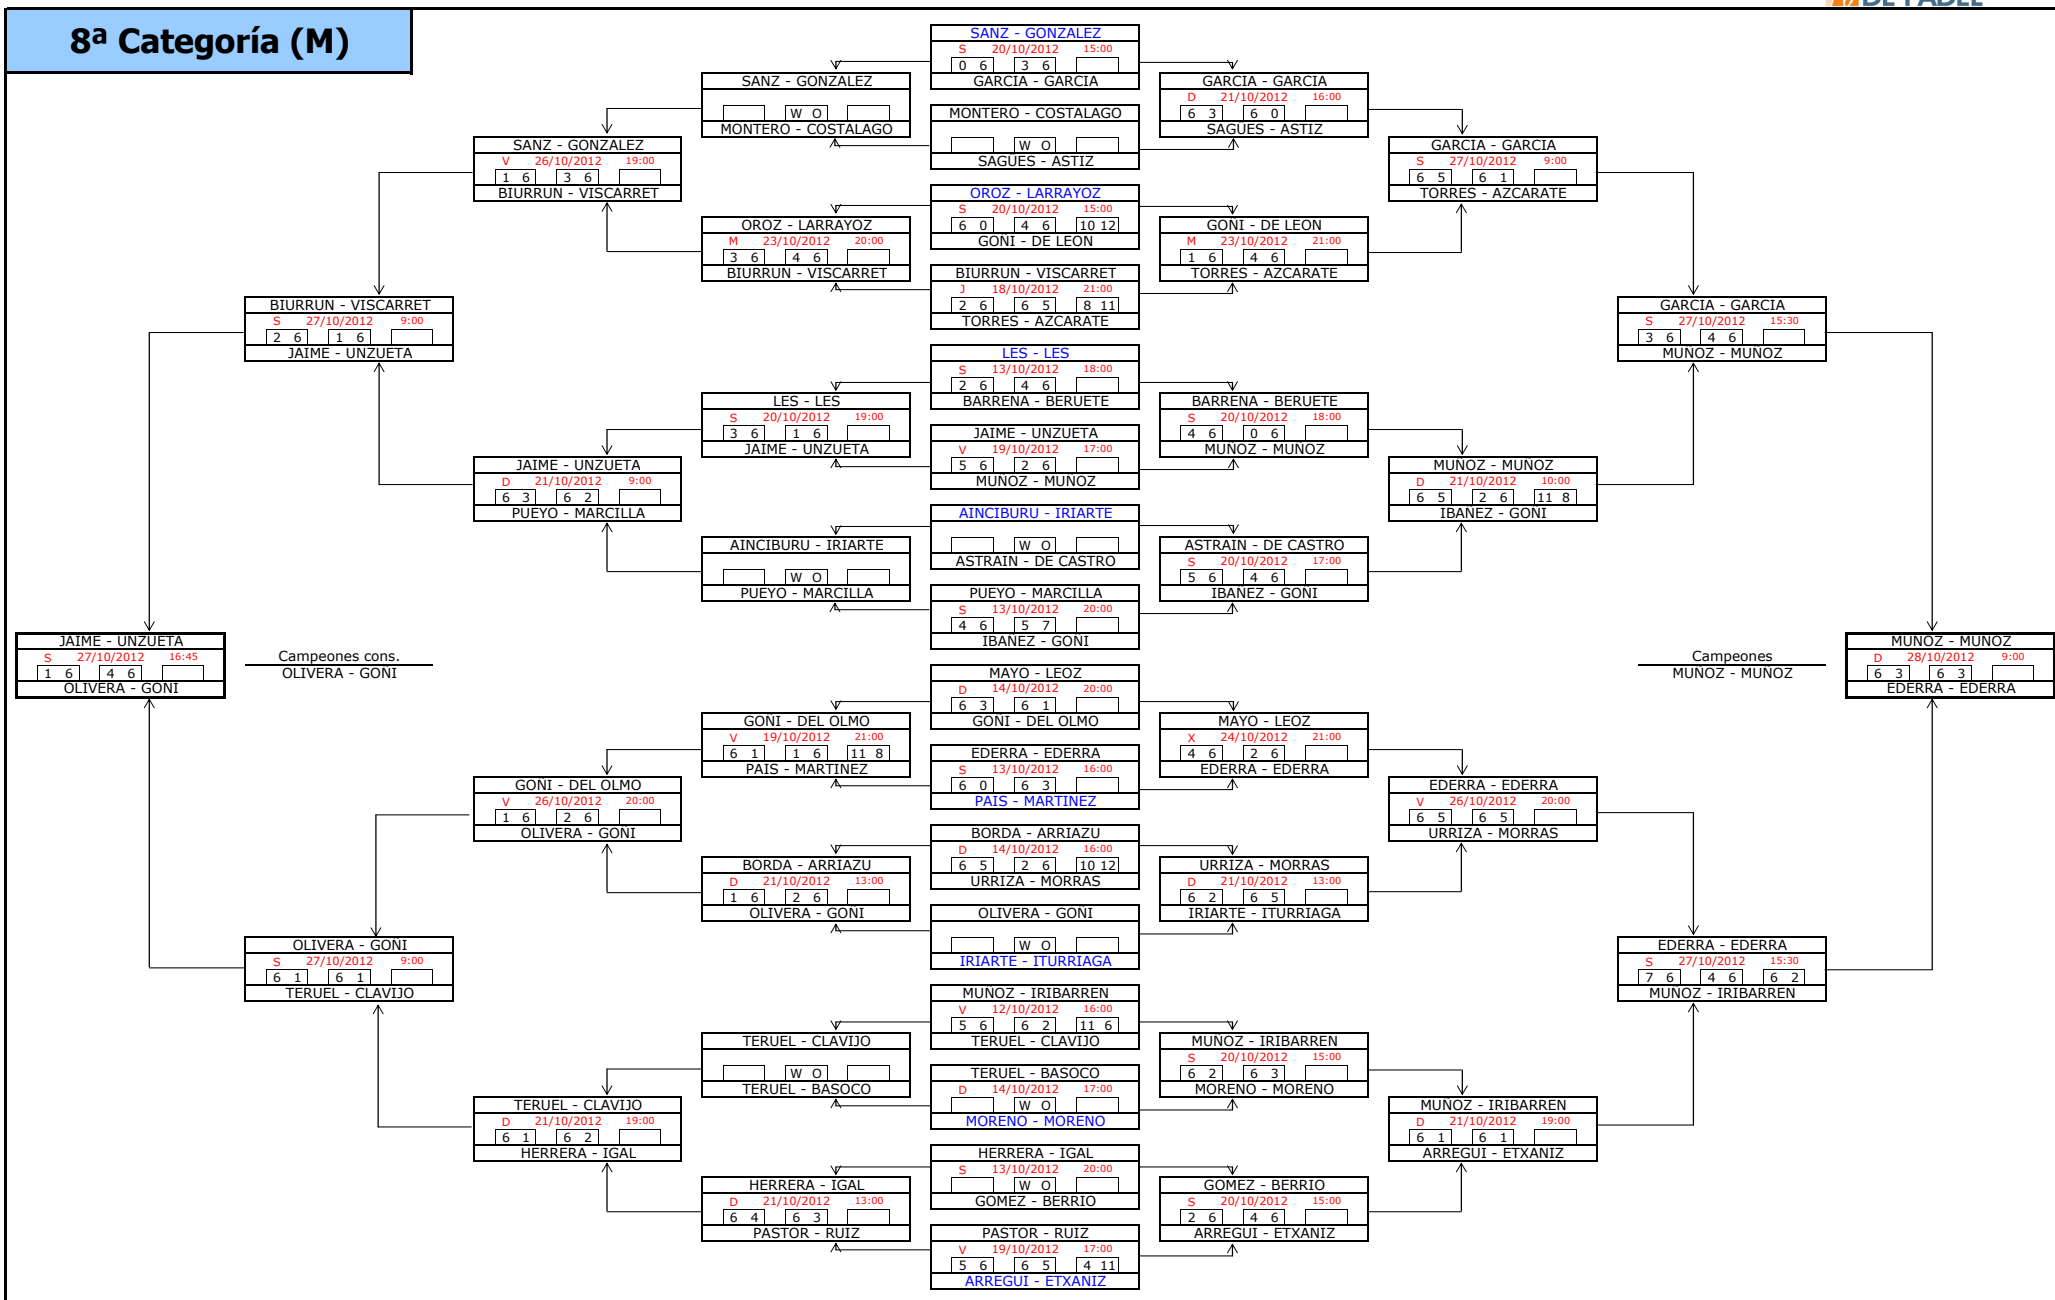 DE PADEL
8ª Categoría (M)
JAIME - UNZUETA
S 27/10/2012 16:45
1 6 4 6
OLIVERA - GOÑI
Campeones cons.
OLIVERA - GOÑI
BIURRUN - VISCARRET
S 27/10/2012 9:00
2 6 1 6
JAIME - UNZUETA
OLIVERA - GOÑI
S 27/10/2012 9:00
6 1 6 1
TERUEL - CLAVIJO
SANZ - GONZALEZ
V 26/10/2012 19:00
1 6 3 6
BIURRUN - VISCARRET
JAIME - UNZUETA
D 21/10/2012 9:00
6 3 6 2
PUEYO - MARCILLA
GOÑI - DEL OLMO
V 26/10/2012 20:00
1 6 2 6
OLIVERA - GOÑI
TERUEL - CLAVIJO
D 21/10/2012 19:00
6 1 6 2
HERRERA - IGAL
SANZ - GONZALEZ
W O
MONTERO - COSTALAGO
OROZ - LARRAYOZ
M 23/10/2012 20:00
3 6 4 6
BIURRUN - VISCARRET
LES - LES
S 20/10/2012 19:00
3 6 1 6
JAIME - UNZUETA
AINCIBURU - IRIARTE
W O
PUEYO - MARCILLA
GOÑI - DEL OLMO
V 19/10/2012 21:00
6 1 1 6 11 8
PAIS - MARTINEZ
BORDA - ARRIAZU
D 21/10/2012 13:00
1 6 2 6
OLIVERA - GOÑI
TERUEL - CLAVIJO
W O
TERUEL - BASOCO
HERRERA - IGAL
D 21/10/2012 13:00
6 4 6 3
PASTOR - RUIZ
SANZ - GONZALEZ
S 20/10/2012 15:00
0 6 3 6
GARCIA - GARCIA
MONTERO - COSTALAGO
W O
SAGÜES - ASTIZ
OROZ - LARRAYOZ
S 20/10/2012 15:00
6 0 4 6 10 12
GOÑI - DE LEON
BIURRUN - VISCARRET
J 18/10/2012 21:00
2 6 6 5 8 11
TORRES - AZCARATE
LES - LES
S 13/10/2012 18:00
2 6 4 6
BARRENA - BERUETE
JAIME - UNZUETA
V 19/10/2012 17:00
5 6 2 6
MUÑOZ - MUÑOZ
AINCIBURU - IRIARTE
W O
ASTRAIN - DE CASTRO
PUEYO - MARCILLA
S 13/10/2012 20:00
4 6 5 7
IBAÑEZ - GOÑI
MAYO - LEOZ
D 14/10/2012 20:00
6 3 6 1
GOÑI - DEL OLMO
EDERRA - EDERRA
S 13/10/2012 16:00
6 0 6 3
PAIS - MARTINEZ
BORDA - ARRIAZU
D 14/10/2012 16:00
6 5 2 6 10 12
URRIZA - MORRAS
OLIVERA - GOÑI
W O
IRIARTE - ITURRIAGA
MUÑOZ - IRIBARREN
V 12/10/2012 16:00
5 6 6 2 11 6
TERUEL - CLAVIJO
TERUEL - BASOCO
D 14/10/2012 17:00
W O
MORENO - MORENO
HERRERA - IGAL
S 13/10/2012 20:00
W O
GOMEZ - BERRIO
PASTOR - RUIZ
V 19/10/2012 17:00
5 6 6 5 4 11
ARREGUI - ETXANIZ
GARCIA - GARCIA
D 21/10/2012 16:00
6 3 6 0
SAGÜES - ASTIZ
GOÑI - DE LEON
M 23/10/2012 21:00
1 6 4 6
TORRES - AZCARATE
BARRENA - BERUETE
S 20/10/2012 18:00
4 6 0 6
MUÑOZ - MUÑOZ
ASTRAIN - DE CASTRO
S 20/10/2012 17:00
5 6 4 6
IBAÑEZ - GOÑI
MAYO - LEOZ
X 24/10/2012 21:00
4 6 2 6
EDERRA - EDERRA
URRIZA - MORRAS
D 21/10/2012 13:00
6 2 6 5
IRIARTE - ITURRIAGA
MUÑOZ - IRIBARREN
S 20/10/2012 15:00
6 2 6 3
MORENO - MORENO
GOMEZ - BERRIO
S 20/10/2012 15:00
2 6 4 6
ARREGUI - ETXANIZ
GARCIA - GARCIA
S 27/10/2012 9:00
6 5 6 1
TORRES - AZCARATE
MUÑOZ - MUÑOZ
D 21/10/2012 10:00
6 5 2 6 11 8
IBAÑEZ - GOÑI
EDERRA - EDERRA
V 26/10/2012 20:00
6 5 6 5
URRIZA - MORRAS
MUÑOZ - IRIBARREN
D 21/10/2012 19:00
6 1 6 1
ARREGUI - ETXANIZ
GARCIA - GARCIA
S 27/10/2012 15:30
3 6 4 6
MUÑOZ - MUÑOZ
EDERRA - EDERRA
S 27/10/2012 15:30
7 6 4 6 6 2
MUÑOZ - IRIBARREN
Campeones
MUÑOZ - MUÑOZ
MUÑOZ - MUÑOZ
D 28/10/2012 9:00
6 3 6 3
EDERRA - EDERRA